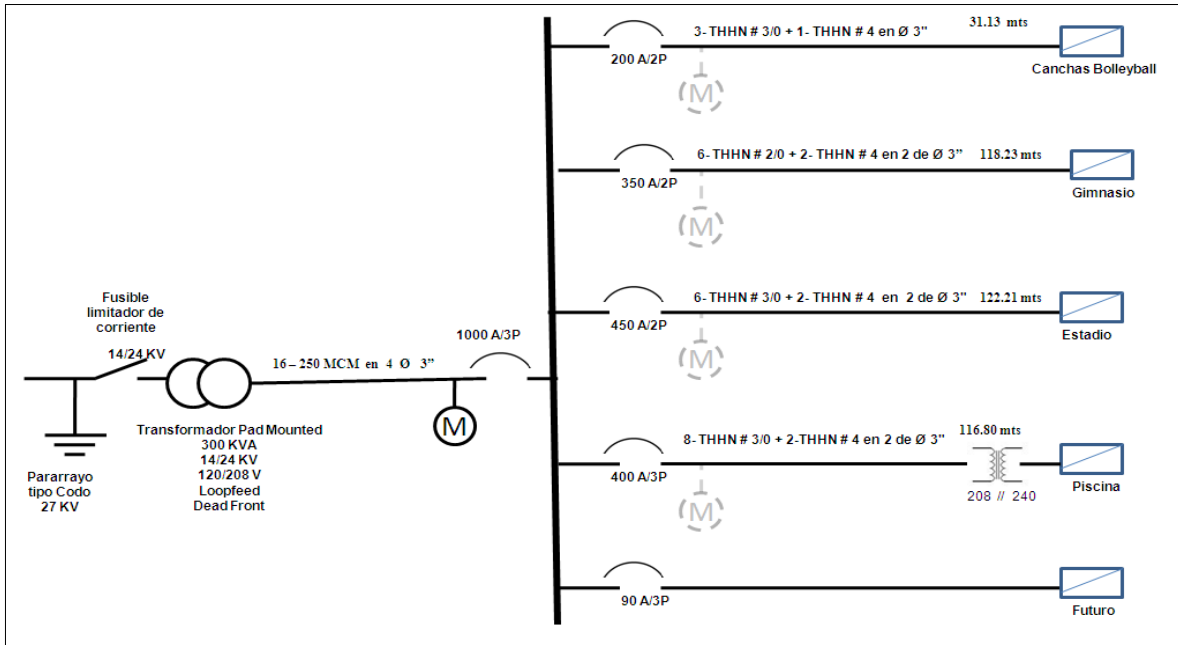 3- THHN # 3/0 + 1- THHN # 4 en Ø 3"
31.13 mts
200 A/2P
M
Canchas Bolleyball
6- THHN # 2/0 + 2- THHN # 4 en 2 de Ø 3"
118.23 mts
350 A/2P
M
Gimnasio
6- THHN # 3/0 + 2- THHN # 4 en 2 de Ø 3"
122.21 mts
450 A/2P
M
Estadio
Fusible
limitador de
corriente
14/24 KV
16 – 250 MCM en 4 Ø 3"
1000 A/3P
M
Transformador Pad Mounted
300 KVA
14/24 KV
120/208 V
Loopfeed
Dead Front
Pararrayo
tipo Codo
27 KV
8- THHN # 3/0 + 2-THHN # 4 en 2 de Ø 3"
116.80 mts
400 A/3P
M
208 // 240
Piscina
90 A/3P
Futuro